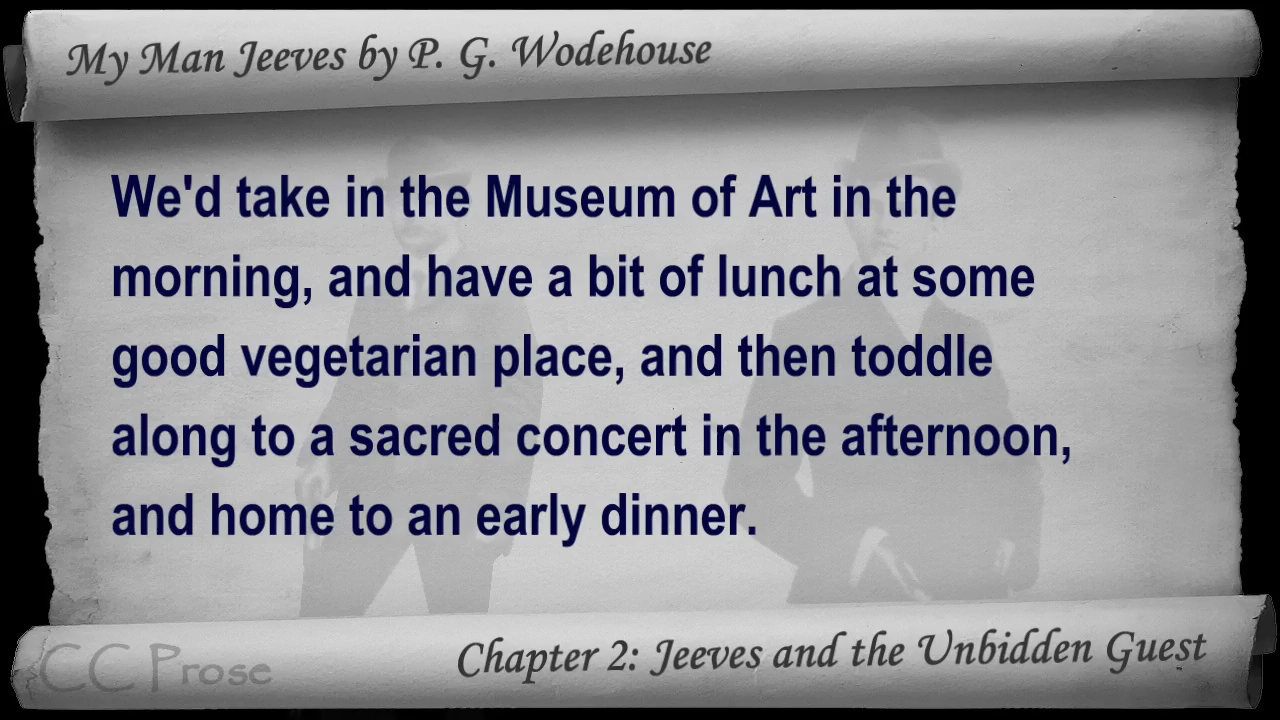 My Man Jeeves by P. G. Wodehouse
We'd take in the Museum of Art in the
morning, and have a bit of lunch at some
good vegetarian place, and then toddle
along to a sacred concert in the afternoon,
and home to an early dinner.
CC Prose
Chapter 2: Jeeves and the Unbidden Guest